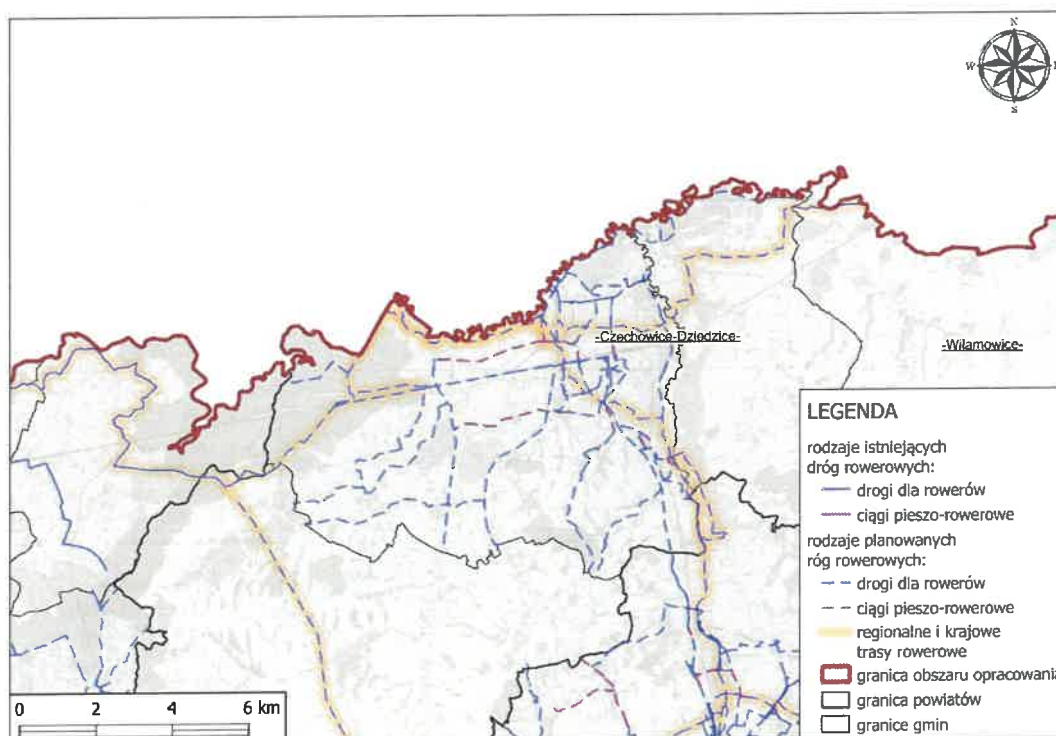 N
W
S
-Czechowice-Dziedzice-
-Wilamowice-
LEGENDA
rodzaje istniejących
dróg rowerowych:
drogi dla rowerów
ciągi pieszo-rowerowe
rodzaje planowanych
róg rowerowych:
drogi dla rowerów
ciągi pieszo-rowerowe
regionalne i krajowe
trasy rowerowe
granica obszaru opracowania
granica powiatów
granice gmin
0 2 4 6 km